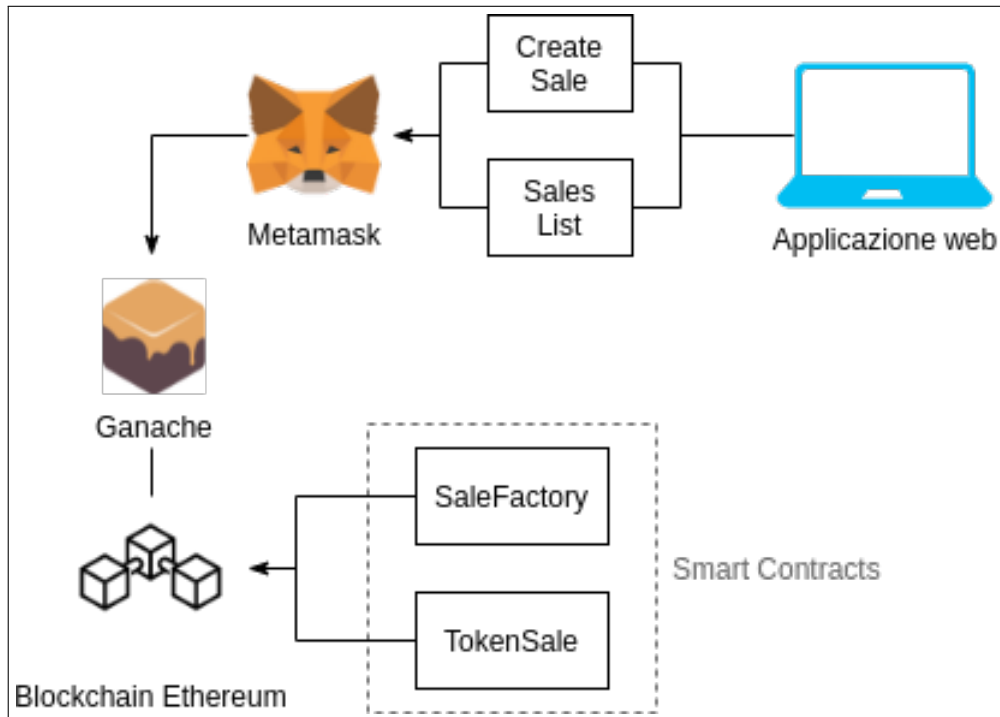 Create
Sale
Sales
List
Metamask
Applicazione web
Ganache
SaleFactory
Smart Contracts
TokenSale
Blockchain Ethereum